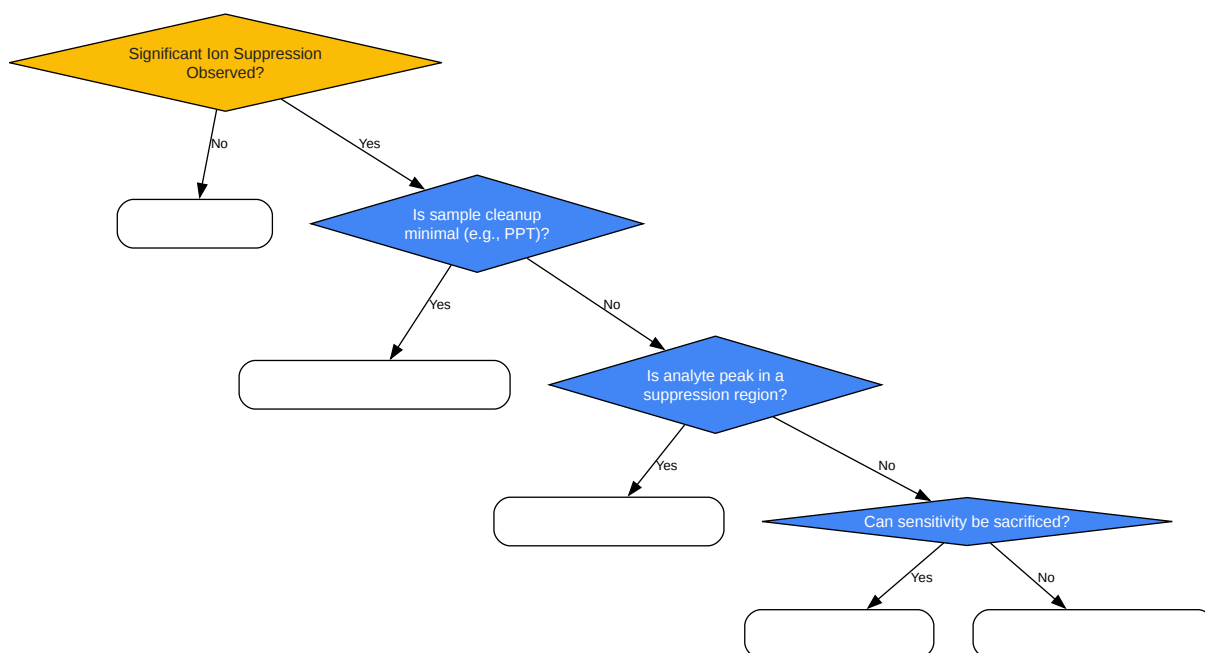 Significant Ion Suppression
Observed?
No
Yes
Is sample cleanup
minimal (e.g., PPT)?
Yes
No
Is analyte peak in a
suppression region?
Yes
No
Can sensitivity be sacrificed?
Yes
No